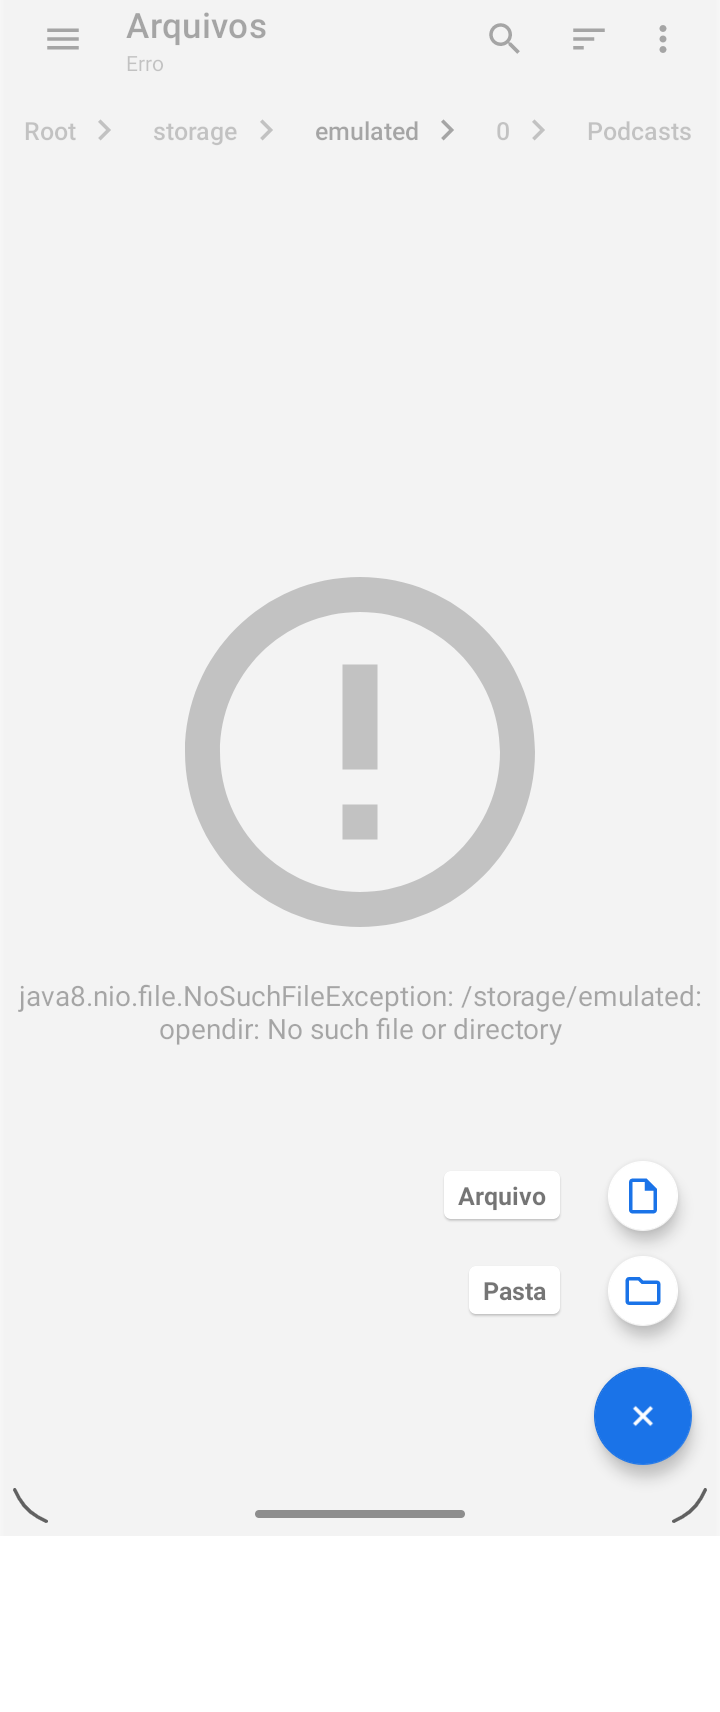 Arquivos
Erro
Root storage emulated 0 Podcasts
java8.nio.file.NoSuchFileException: /storage/emulated:
opendir: No such file or directory
Arquivo
Pasta